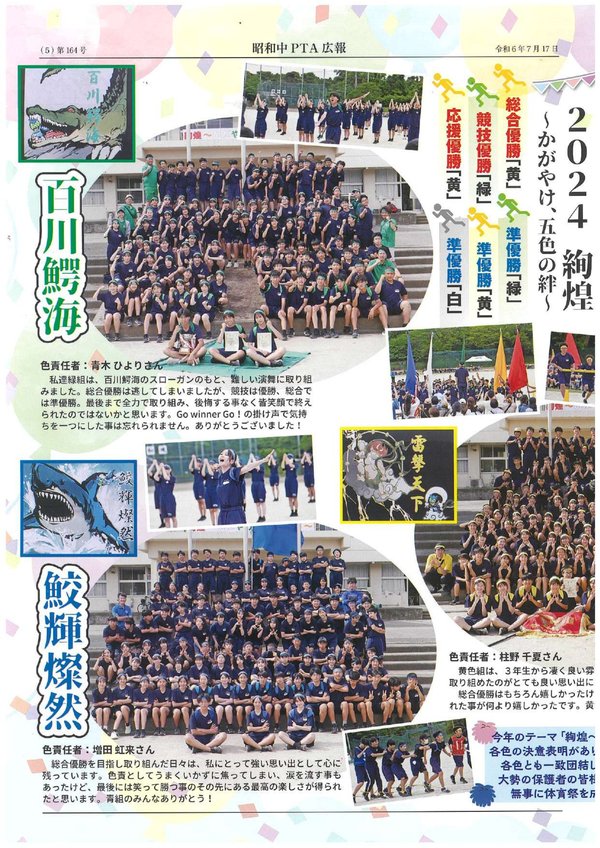 (5)第164号
昭和中PTA広報
令和6年7月17日
2024 絢煌
～かがやけ、五色の絆～
総合優勝「黄」
競技優勝「緑」
応援優勝「黄」
準優勝「緑」
準優勝「黄」
準優勝「白」
百川鰐海
百川鰐海
色責任者：青木 ひよりさん
私達緑組は、百川鰐海のスローガンのもと、難しい演舞に取り組
みました。総合優勝は逃してしまいましたが、競技は優勝、総合で
は準優勝。最後まで全力で取り組み、後悔する事なく皆笑顔で終え
られたのではないかと思います。Go winner Go！の掛け声で気持
ちを一つにした事は忘れられません。ありがとうございました！
鮫輝燦然
鮫輝燦然
色責任者：増田 虹来さん
総合優勝を目指し取り組んだ日々は、私にとって強い思い出として心に
残っています。色責としてうまくいかずに焦ってしまい、涙を流す事も
あったけど、最後には笑って勝つ事のその先にある最高の楽しさが得られ
たと思います。青組のみんなありがとう！
雷撃天下
色責任者：柱野 千夏さん
黄色組は、３年生から凄く良い雰
取り組めたのがとても良い思い出に
総合優勝はもちろん嬉しかったけ
れた事が何より嬉しかったです。黄
今年のテーマ「絢煌～
各色の決意表明があり
各色とも一致団結し
大勢の保護者の皆様
無事に体育祭を成